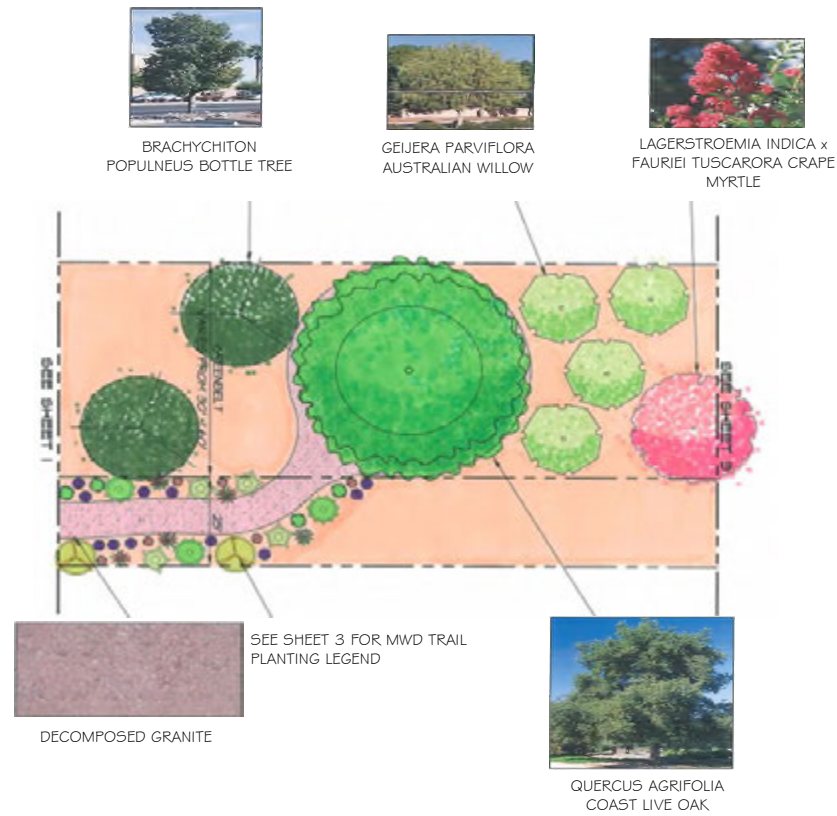 BRACHYCHITON
POPULNEUS BOTTLE TREE
GEIJERA PARVIFLORA
AUSTRALIAN WILLOW
LAGERSTROEMIA INDICA x
FAURIEI TUSCARORA CRAPE
MYRTLE
SEE SHEET 1
GREENBELT
SEE SHEET
SEE SHEET 3 FOR MWD TRAIL
PLANTING LEGEND
DECOMPOSED GRANITE
QUERCUS AGRIFOLIA
COAST LIVE OAK